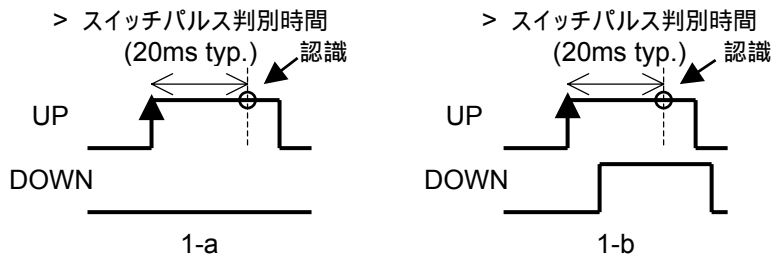 > スイッチパルス判別時間
(20ms typ.)
認識
UP
DOWN
1-a
> スイッチパルス判別時間
(20ms typ.)
認識
UP
DOWN
1-b